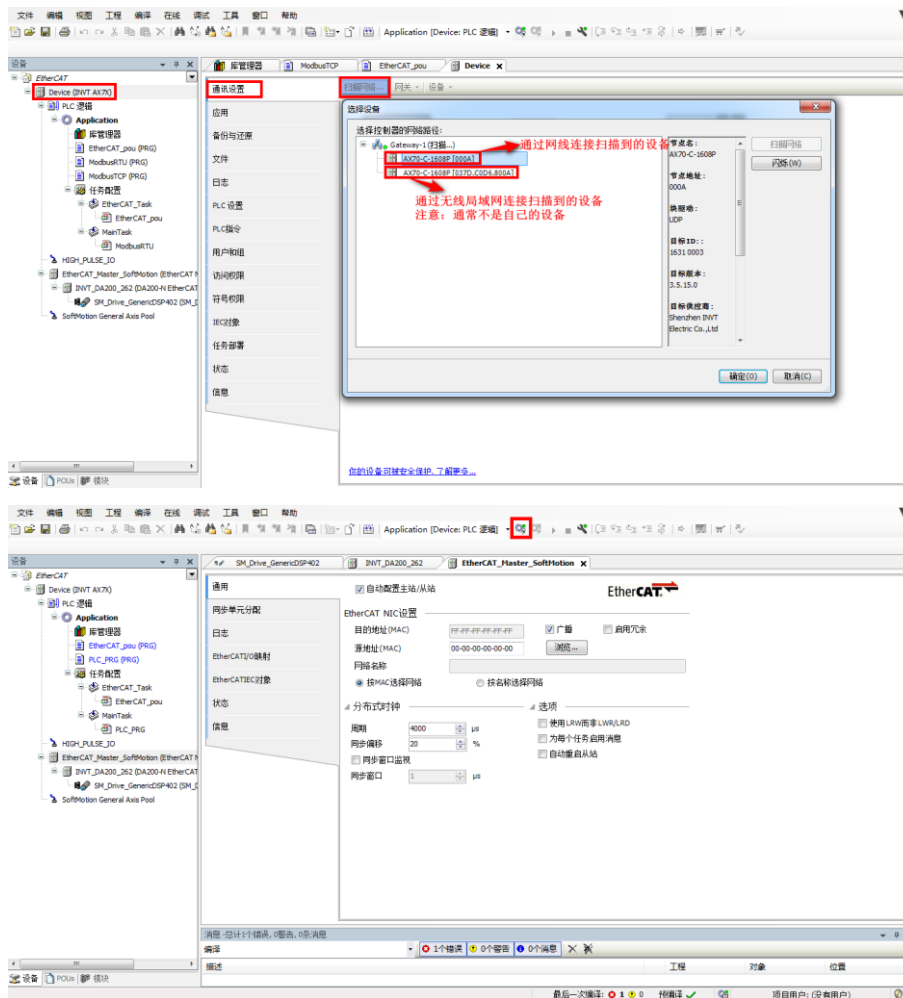 文件 编辑 视图 工程 编译 在线 调试 工具 窗口 帮助
Application [Device: PLC 逻辑]
设备
EtherCAT
Device (INVT AX7X)
PLC 逻辑
Application
库管理器
EtherCAT_pou (PRG)
ModbusRTU (PRG)
ModbusTCP (PRG)
任务配置
EtherCAT_Task
EtherCAT_pou
MainTask
ModbusRTU
HIGH_PULSE_IO
EtherCAT_Master_SoftMotion (EtherCAT M
INVT_DA200_262 (DA200-N EtherCAT
SM_Drive_GenericDSP402 (SM_D
SoftMotion General Axis Pool
设备 POUs 模块
库管理器 ModbusTCP EtherCAT_pou Device
通讯设置
应用
备份与还原
文件
日志
PLC 设置
PLC指令
用户和组
访问权限
符号权限
IEC对象
任务部署
状态
信息
扫描网络... 网关 设备
选择设备
选择控制器的网络路径:
Gateway-1 (扫描...)
AX70-C-1608P [000A]
AX70-C-1608P [037D.C0D6.800A]
通过网线连接扫描到的设备
通过无线局域网连接扫描到的设备
注意：通常不是自己的设备
节点名:
AX70-C-1608P
节点地址:
000A
块驱动:
UDP
目标ID::
1631 0003
目标版本:
3.5.15.0
目标供应商:
Shenzhen INVT
Electric Co.,Ltd
扫描网络
闪烁(W)
确定(O) 取消(C)
你的设备可被安全保护. 了解更多...
文件 编辑 视图 工程 编译 在线 调试 工具 窗口 帮助
Application [Device: PLC 逻辑]
设备
EtherCAT
Device (INVT AX7X)
PLC 逻辑
Application
库管理器
EtherCAT_pou (PRG)
PLC_PRG (PRG)
任务配置
EtherCAT_Task
EtherCAT_pou
MainTask
PLC_PRG
HIGH_PULSE_IO
EtherCAT_Master_SoftMotion (EtherCAT M
INVT_DA200_262 (DA200-N EtherCAT
SM_Drive_GenericDSP402 (SM_D
SoftMotion General Axis Pool
设备 POUs 模块
SM_Drive_GenericDSP402 INVT_DA200_262 EtherCAT_Master_SoftMotion
通用
同步单元分配
日志
EtherCATI/O映射
EtherCATIEC对象
状态
信息
自动配置主站/从站
EtherCAT
EtherCAT NIC设置
目的地址(MAC) FF-FF-FF-FF-FF-FF 广播 启用冗余
源地址(MAC) 00-00-00-00-00-00 浏览...
网络名称
按MAC选择网络 按名称选择网络
分布式时钟
周期 4000 µs
同步偏移 20 %
同步窗口监视
同步窗口 1 µs
选项
使用LRW而非LWR/LRD
为每个任务启用消息
自动重启从站
消息 -总计1个错误, 0警告, 0条消息
编译 1个错误 0个警告 0个消息
描述 工程 对象 位置
最后一次编译: 1 0 预编译 项目用户: (没有用户)